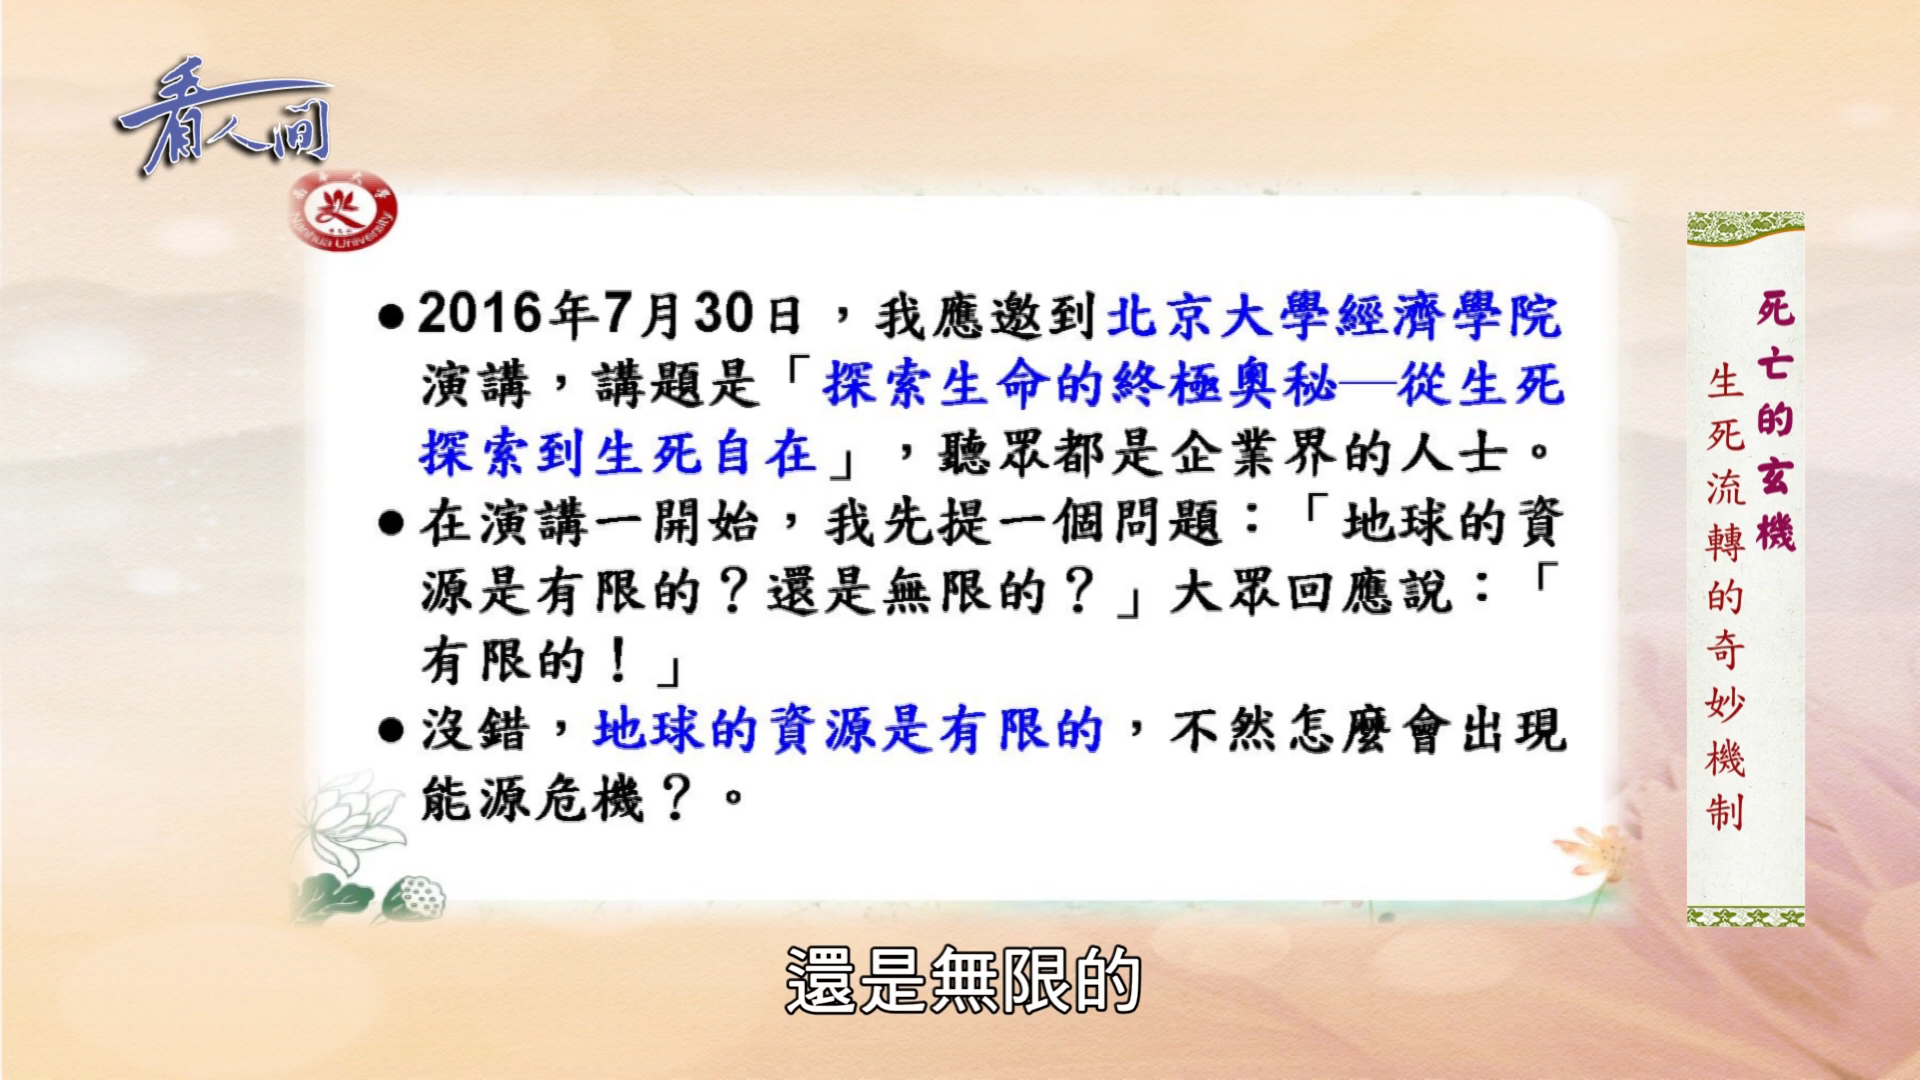 看人間
南華大學
Nanhua University
●2016年7月30日，我應邀到北京大學經濟學院
演講，講題是「探索生命的終極奧秘—從生死
探索到生死自在」，聽眾都是企業界的人士。
●在演講一開始，我先提一個問題：「地球的資
源是有限的？還是無限的？」大眾回應說：「
有限的！」
●沒錯，地球的資源是有限的，不然怎麼會出現
能源危機？。
死亡的玄機
生死流轉的奇妙機制
還是無限的